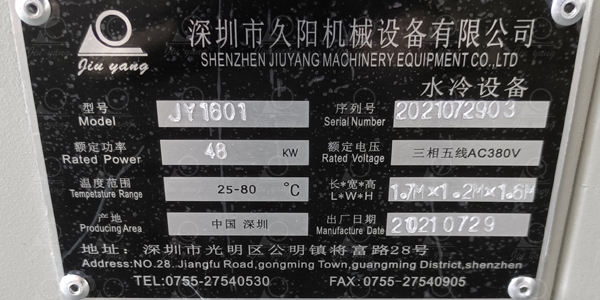 Jiu yang
深圳市久阳机械设备有限公司
SHENZHEN JIUYANG MACHINERY EQUIPMENT CO.,LTD
水冷设备
型号 JY1601 序列号 2021072903
Model Serial Number
额定功率 48 KW 额定电压 三相五线AC380V
Rated Power Rated Voltage
温度范围 25-80 °C 长*宽*高 1.7M×1.2M×1.6M
Tempetature Range L*W*H
产地 中国 深圳 出厂日期 20210729
Producing Area Manufacture Date
地址: 深圳市光明区公明镇将富路28号
Address:NO.28. Jiangfu Road,gongming Town,guangming District,shenzhen
TEL:0755-27540530 FAX: 0755-27540905